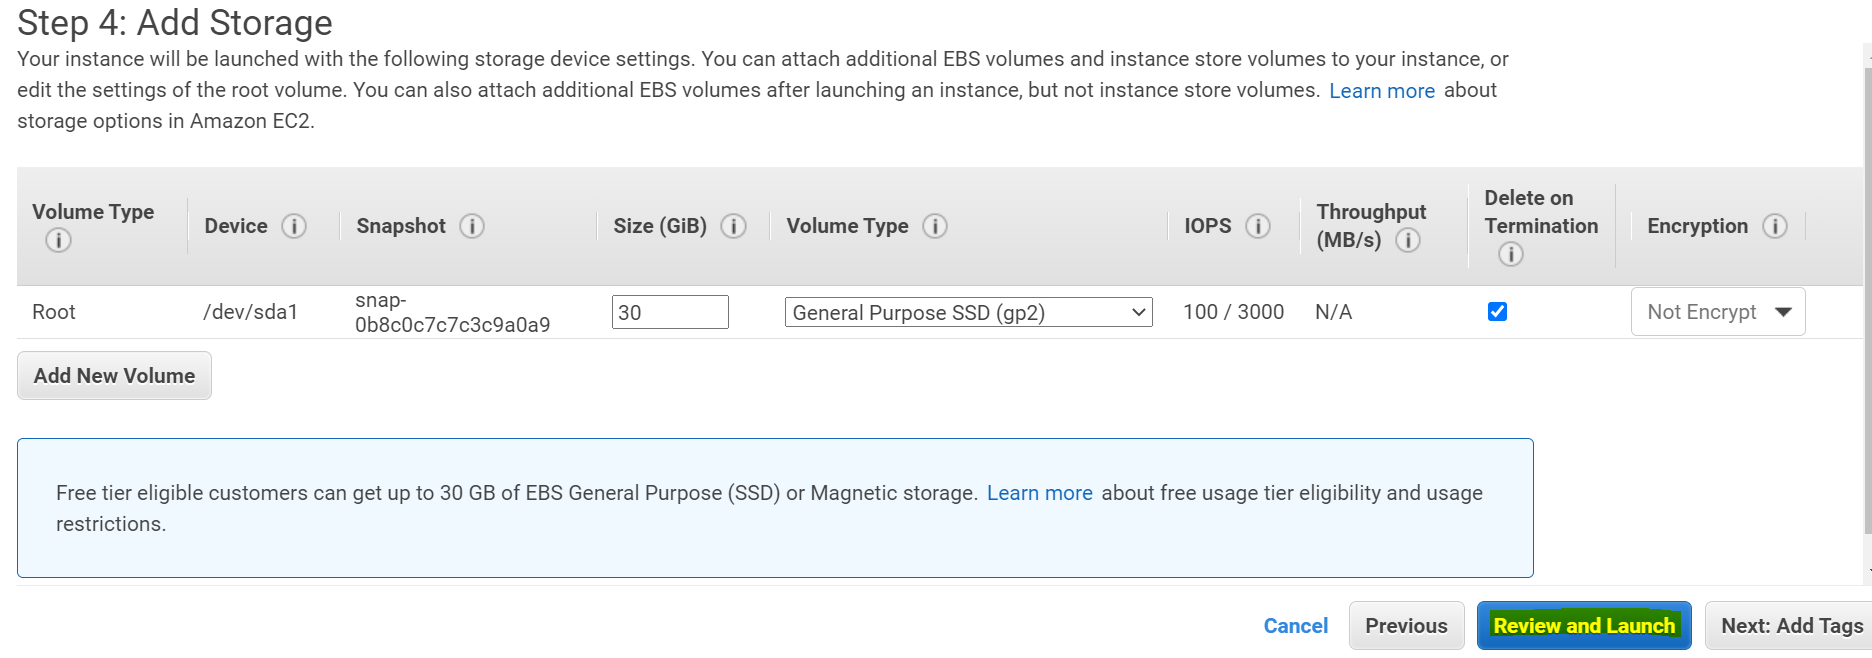 Step 4: Add Storage
Your instance will be launched with the following storage device settings. You can attach additional EBS volumes and instance store volumes to your instance, or
edit the settings of the root volume. You can also attach additional EBS volumes after launching an instance, but not instance store volumes. Learn more about
storage options in Amazon EC2.
Volume Type Device Snapshot Size (GiB) Volume Type IOPS Throughput (MB/s) Delete on Termination Encryption
Root /dev/sda1 snap-0b8c0c7c7c3c9a0a9 30 General Purpose SSD (gp2) 100 / 3000 N/A Not Encrypt
Add New Volume
Free tier eligible customers can get up to 30 GB of EBS General Purpose (SSD) or Magnetic storage. Learn more about free usage tier eligibility and usage
restrictions.
Cancel Previous Review and Launch Next: Add Tags